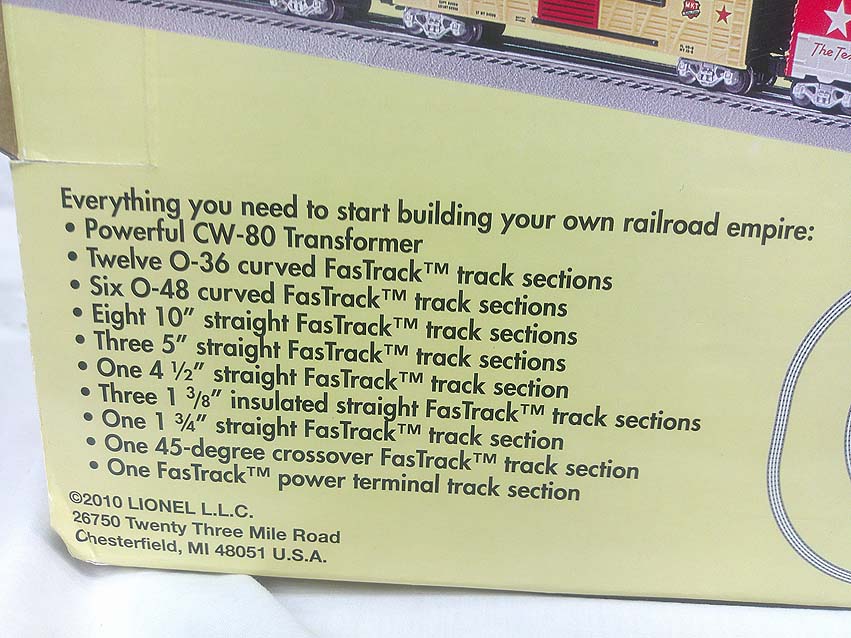 MKT
The Te
Everything you need to start building your own railroad empire:
• Powerful CW-80 Transformer
• Twelve O-36 curved FasTrack™ track sections
• Six O-48 curved FasTrack™ track sections
• Eight 10" straight FasTrack™ track sections
• Three 5" straight FasTrack™ track sections
• One 4 ½" straight FasTrack™ track section
• Three 1 3/8" insulated straight FasTrack™ track sections
• One 1 ¾" straight FasTrack™ track section
• One 45-degree crossover FasTrack™ track section
• One FasTrack™ power terminal track section
©2010 LIONEL L.L.C.
26750 Twenty Three Mile Road
Chesterfield, MI 48051 U.S.A.